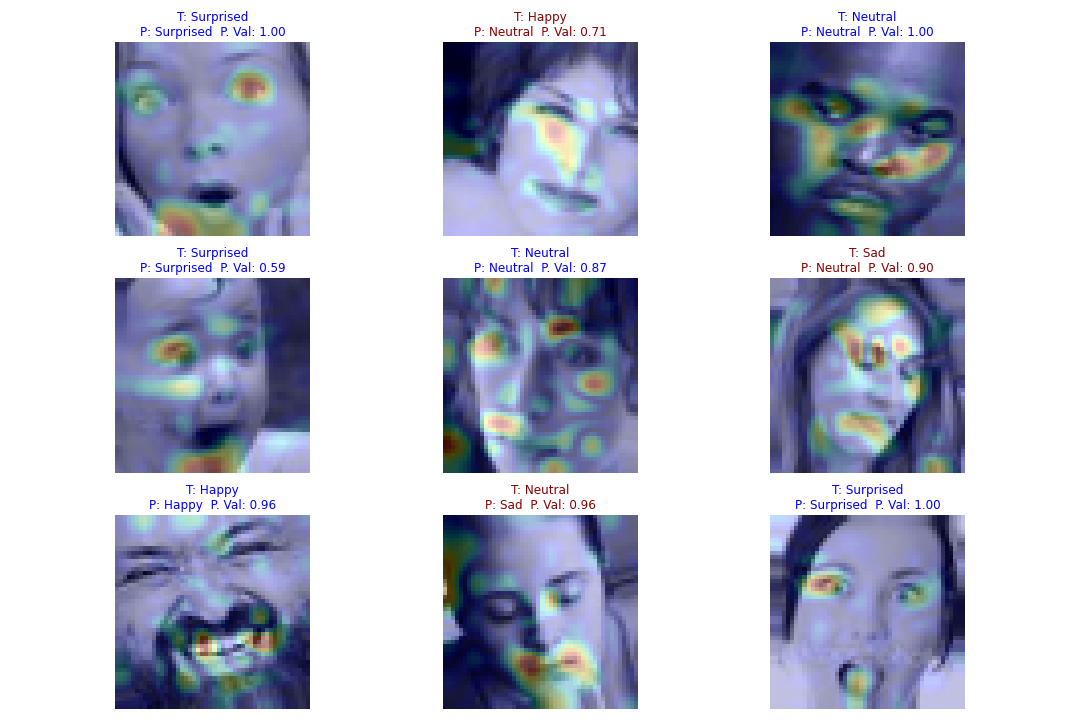 T: Surprised
P: Surprised  P. Val: 1.00
T: Happy
P: Neutral  P. Val: 0.71
T: Neutral
P: Neutral  P. Val: 1.00
T: Surprised
P: Surprised  P. Val: 0.59
T: Neutral
P: Neutral  P. Val: 0.87
T: Sad
P: Neutral  P. Val: 0.90
T: Happy
P: Happy  P. Val: 0.96
T: Neutral
P: Sad  P. Val: 0.96
T: Surprised
P: Surprised  P. Val: 1.00